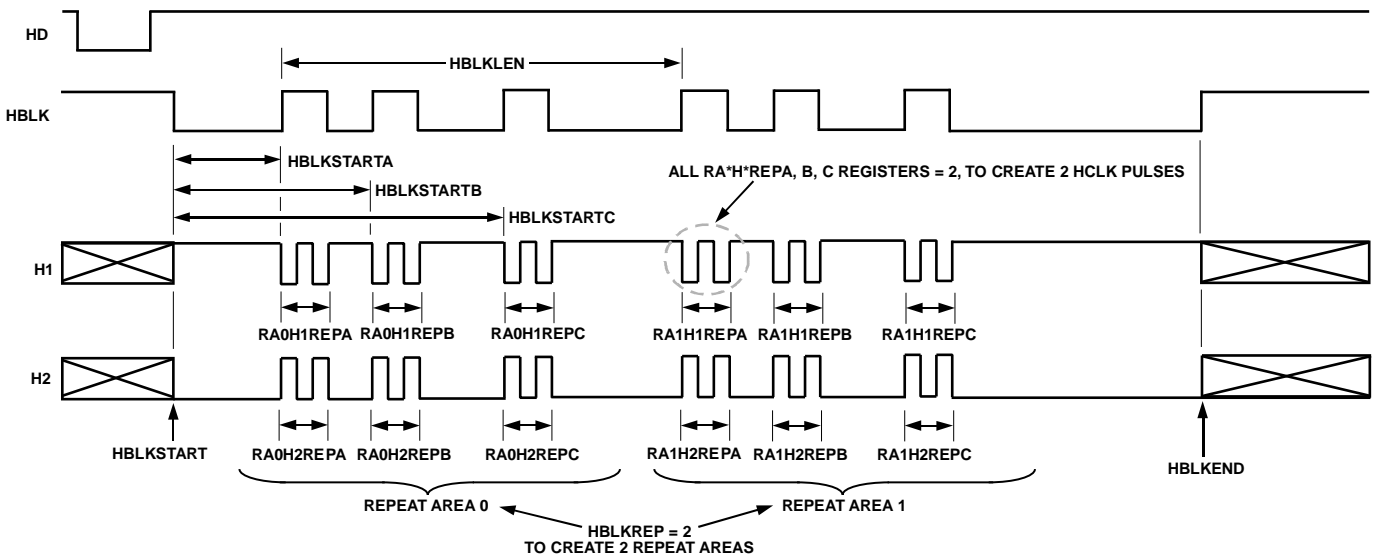 HD
HBLKLEN
HBLK
HBLKSTARTA
ALL RA*H*REPA, B, C REGISTERS = 2, TO CREATE 2 HCLK PULSES
HBLKSTARTB
HBLKSTARTC
H1
RA0H1REPA RA0H1REPB RA0H1REPC RA1H1REPA RA1H1REPB RA1H1REPC
H2
HBLKSTART RA0H2REPA RA0H2REPB RA0H2REPC RA1H2REPA RA1H2REPB RA1H2REPC
HBLKEND
REPEAT AREA 0 REPEAT AREA 1
HBLKREP = 2
TO CREATE 2 REPEAT AREAS